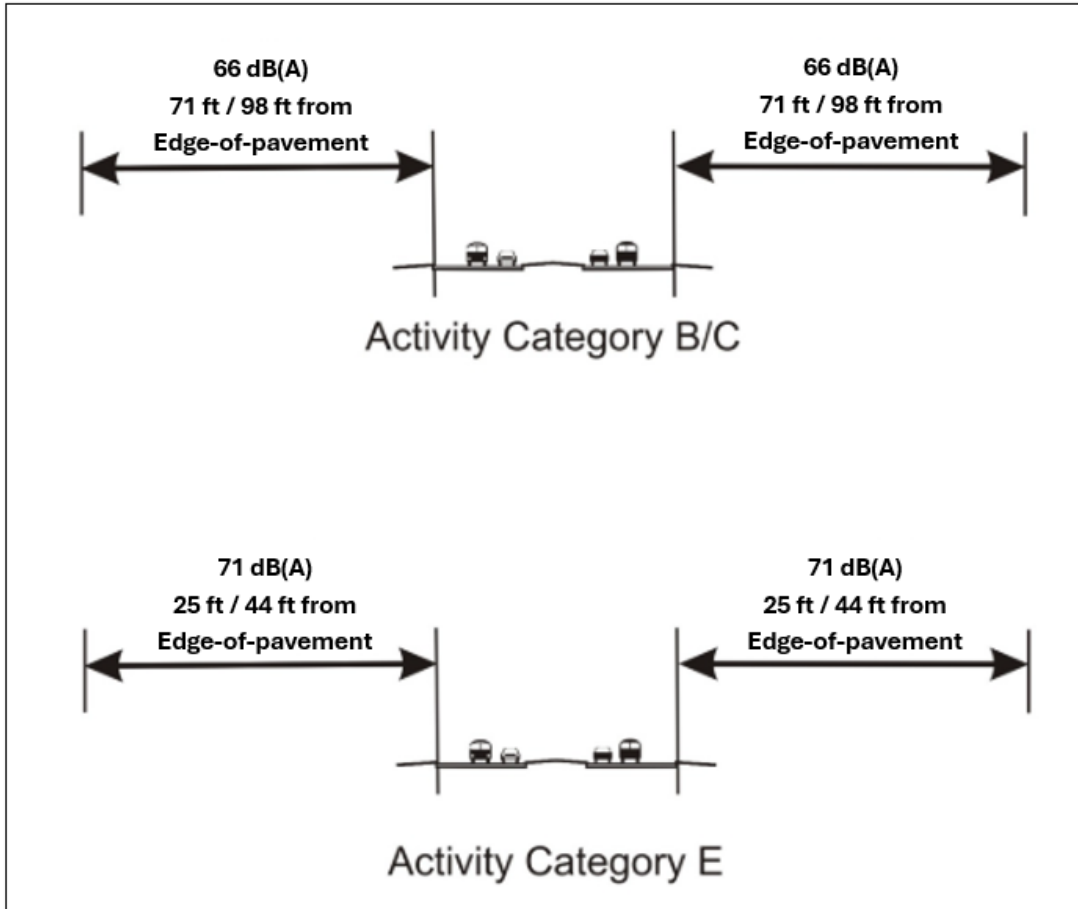 66 dB(A)
71 ft / 98 ft from
Edge-of-pavement
66 dB(A)
71 ft / 98 ft from
Edge-of-pavement
Activity Category B/C
71 dB(A)
25 ft / 44 ft from
Edge-of-pavement
71 dB(A)
25 ft / 44 ft from
Edge-of-pavement
Activity Category E